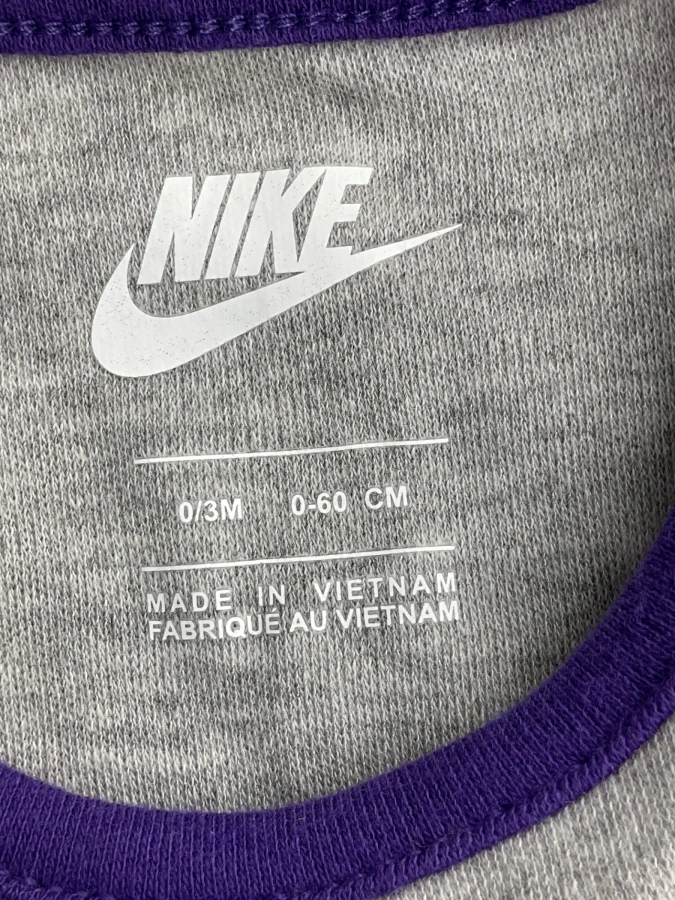 NIKE
0/3M 0-60 CM
MADE IN VIETNAM
FABRIQUÉ AU VIETNAM